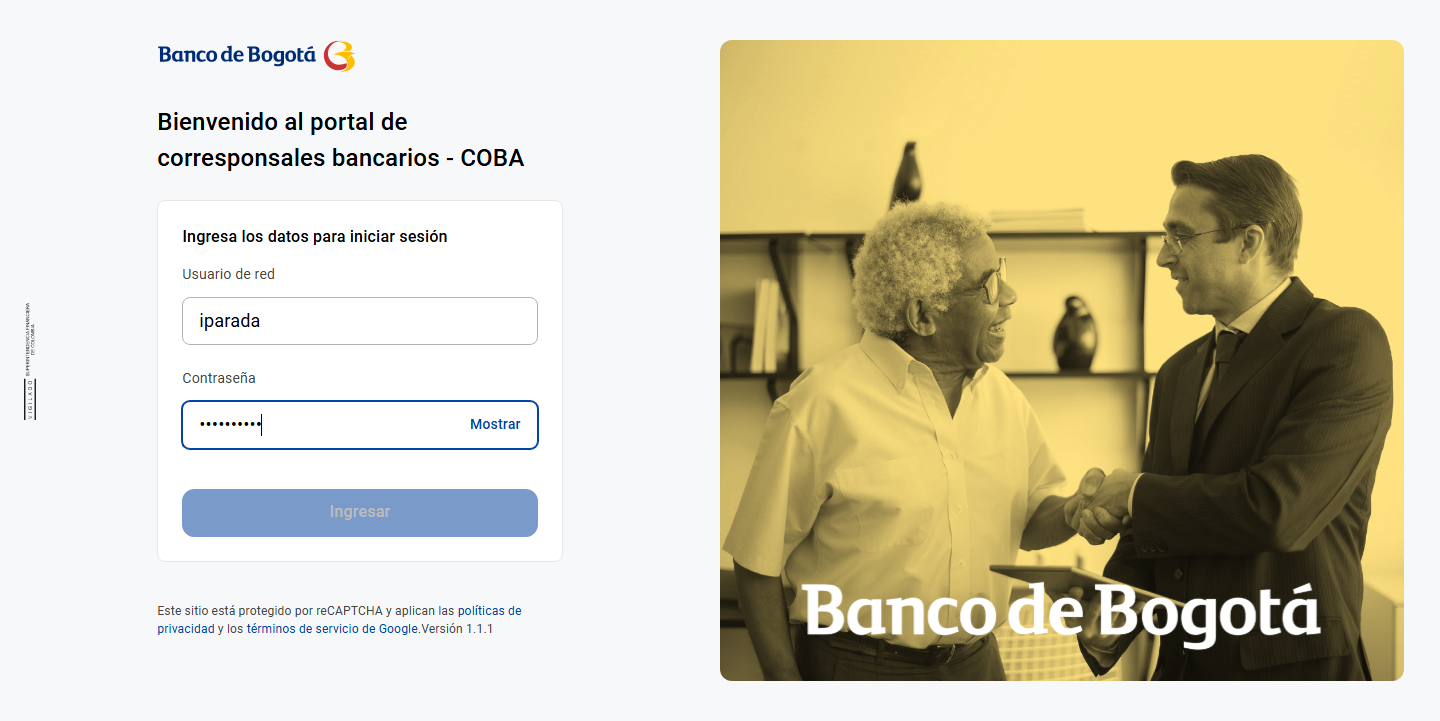 Banco de Bogotá
Bienvenido al portal de
corresponsales bancarios - COBA
Ingresa los datos para iniciar sesión
Usuario de red
iparada
Contraseña
•••••••••• Mostrar
Ingresar
Este sitio está protegido por reCAPTCHA y aplican las políticas de
privacidad y los términos de servicio de Google.Versión 1.1.1
VIGILADO
SUPERINTENDENCIA FINANCIERA
DE COLOMBIA
Banco de Bogotá